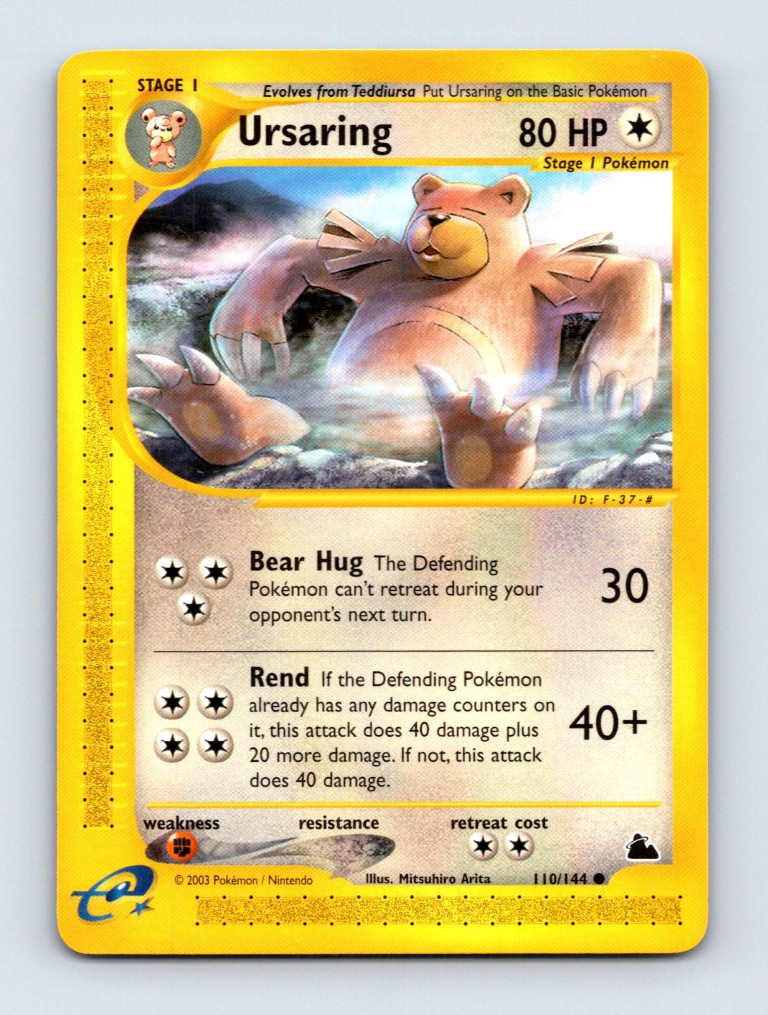 STAGE 1
Evolves from Teddiursa Put Ursaring on the Basic Pokémon
Ursaring 80 HP
Stage 1 Pokémon
ID: F-37-#
Bear Hug The Defending
Pokémon can't retreat during your
opponent's next turn.
30
Rend If the Defending Pokémon
already has any damage counters on
it, this attack does 40 damage plus
20 more damage. If not, this attack
does 40 damage.
40+
weakness resistance retreat cost
© 2003 Pokémon / Nintendo Illus. Mitsuhiro Arita 110/144 ●
e